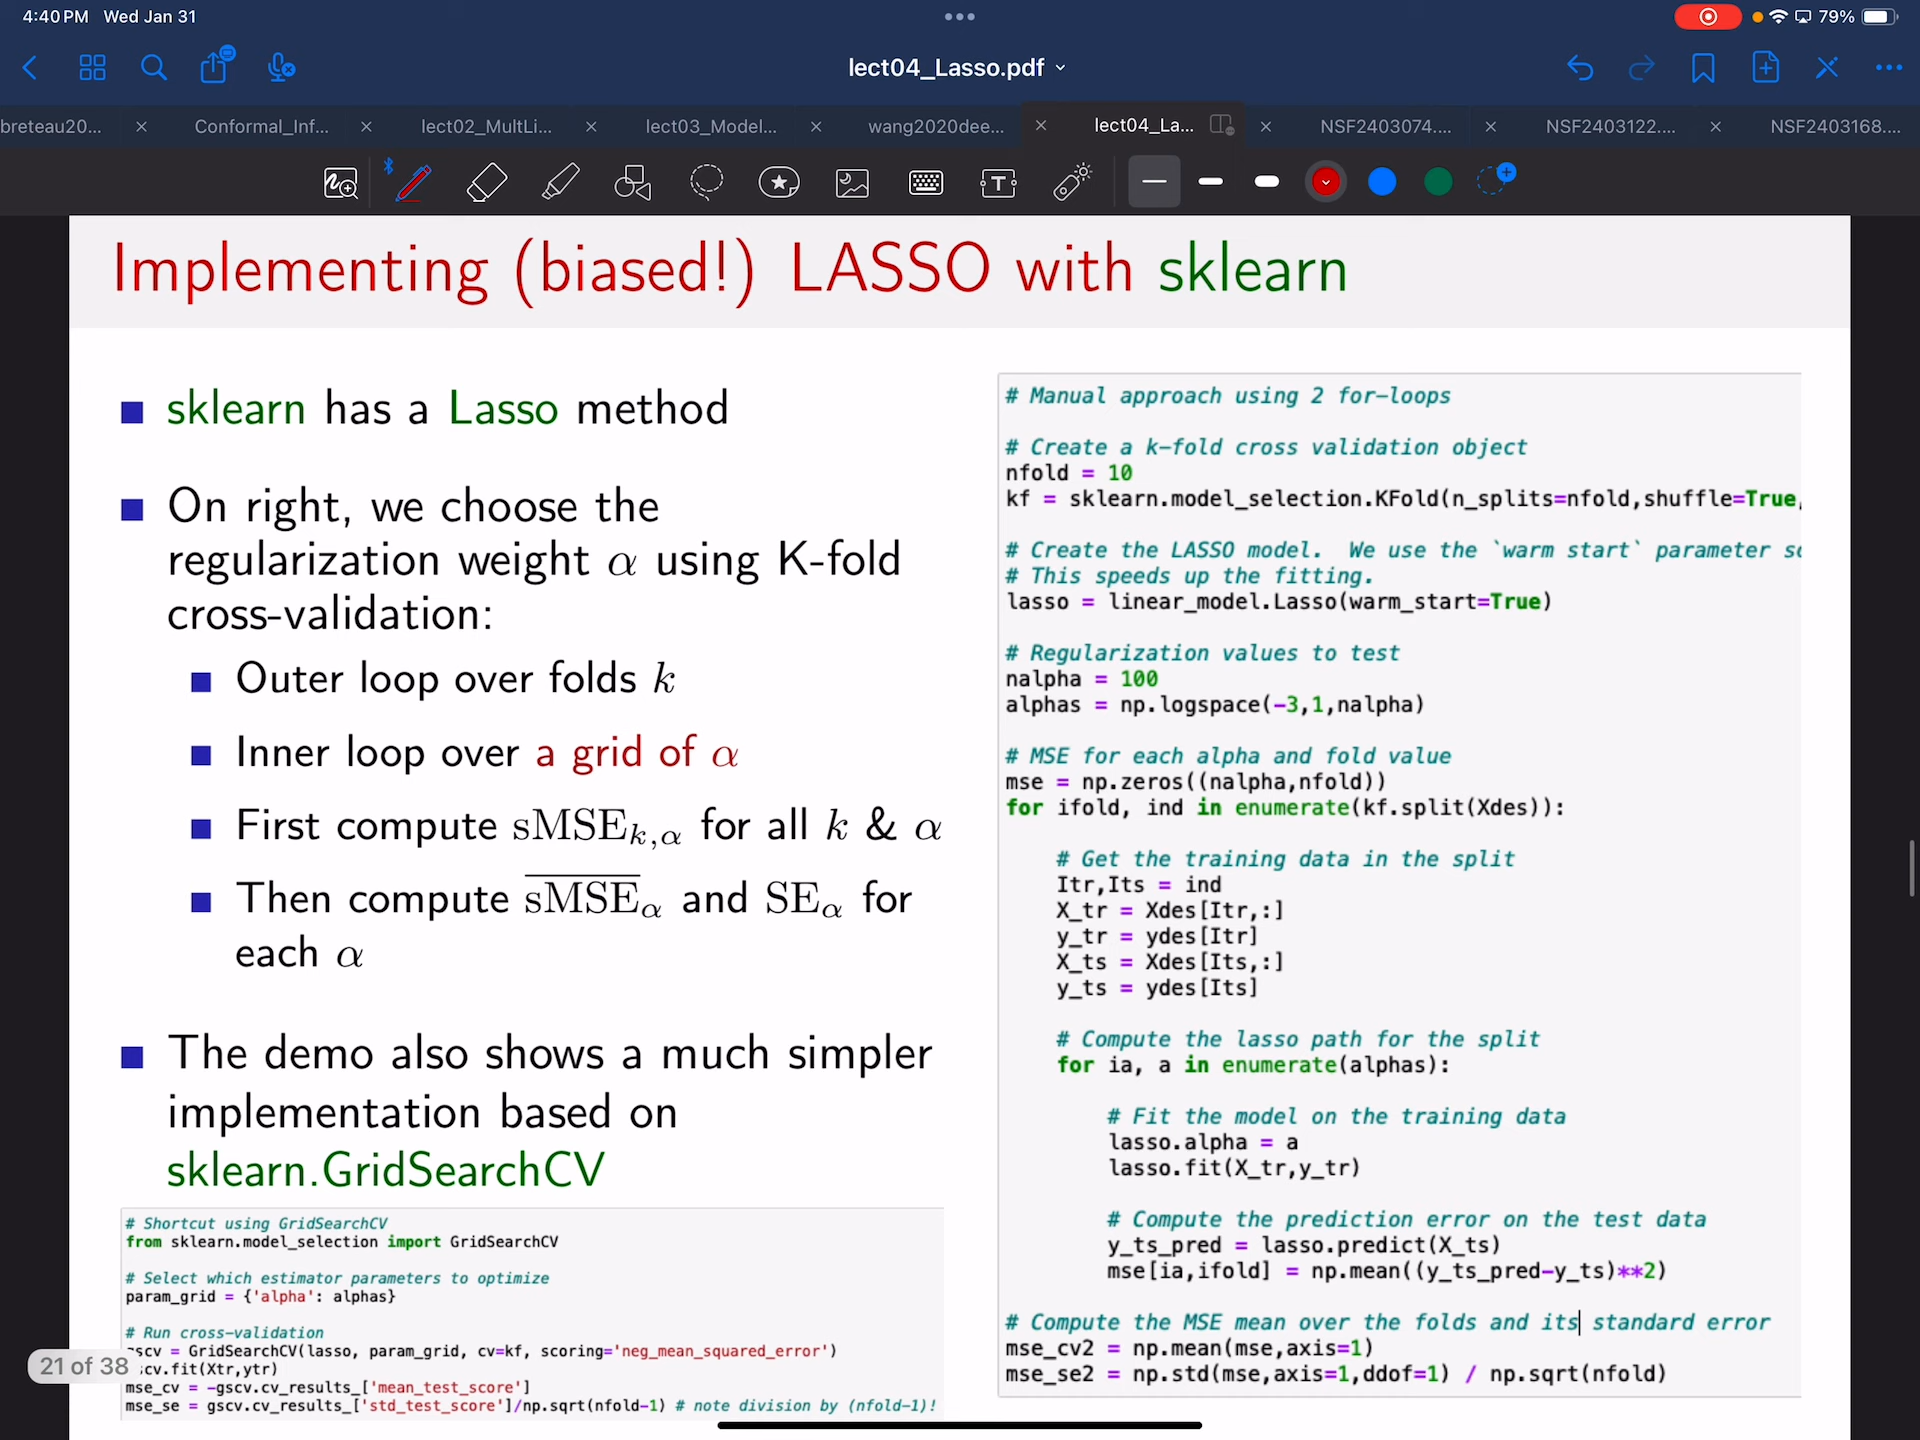 4:40 PM Wed Jan 31
79%
lect04_Lasso.pdf
breteau20...
Conformal_Inf...
lect02_MultLi...
lect03_Model...
wang2020dee...
lect04_La...
NSF2403074....
NSF2403122....
NSF2403168....
Implementing (biased!) LASSO with sklearn
sklearn has a Lasso method
On right, we choose the
regularization weight α using K-fold
cross-validation:
Outer loop over folds k
Inner loop over a grid of α
First compute sMSEk,α for all k & α
Then compute sMSEα and SEα for
each α
The demo also shows a much simpler
implementation based on
sklearn.GridSearchCV
# Shortcut using GridSearchCV
from sklearn.model_selection import GridSearchCV
# Select which estimator parameters to optimize
param_grid = {'alpha': alphas}
# Run cross-validation
gscv = GridSearchCV(lasso, param_grid, cv=kf, scoring='neg_mean_squared_error')
cv.fit(Xtr,ytr)
mse_cv = -gscv.cv_results_['mean_test_score']
mse_se = gscv.cv_results_['std_test_score']/np.sqrt(nfold-1) # note division by (nfold-1)!
21 of 38
# Manual approach using 2 for-loops
# Create a k-fold cross validation object
nfold = 10
kf = sklearn.model_selection.KFold(n_splits=nfold,shuffle=True,
# Create the LASSO model.  We use the `warm start` parameter so
# This speeds up the fitting.
lasso = linear_model.Lasso(warm_start=True)
# Regularization values to test
nalpha = 100
alphas = np.logspace(-3,1,nalpha)
# MSE for each alpha and fold value
mse = np.zeros((nalpha,nfold))
for ifold, ind in enumerate(kf.split(Xdes)):
# Get the training data in the split
Itr,Its = ind
X_tr = Xdes[Itr,:]
y_tr = ydes[Itr]
X_ts = Xdes[Its,:]
y_ts = ydes[Its]
# Compute the lasso path for the split
for ia, a in enumerate(alphas):
# Fit the model on the training data
lasso.alpha = a
lasso.fit(X_tr,y_tr)
# Compute the prediction error on the test data
y_ts_pred = lasso.predict(X_ts)
mse[ia,ifold] = np.mean((y_ts_pred-y_ts)**2)
# Compute the MSE mean over the folds and its standard error
mse_cv2 = np.mean(mse,axis=1)
mse_se2 = np.std(mse,axis=1,ddof=1) / np.sqrt(nfold)